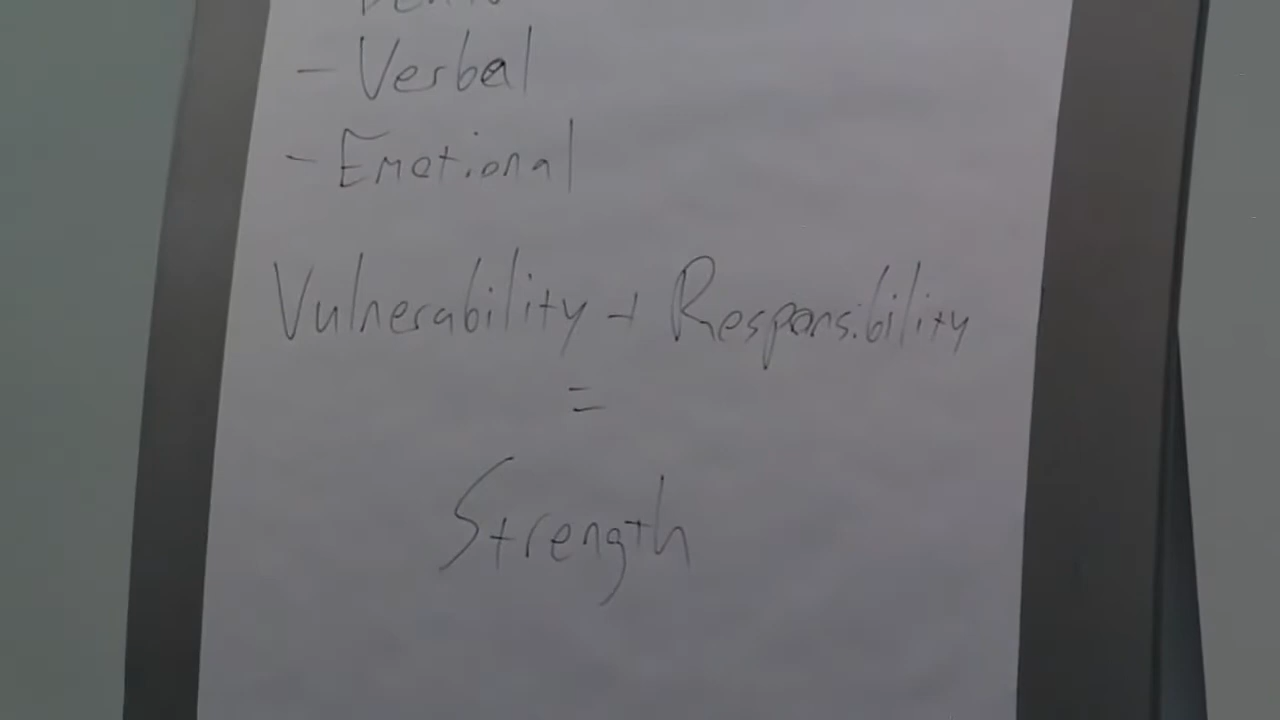 - Verbal
- Emotional
Vulnerability + Responsibility
=
Strength